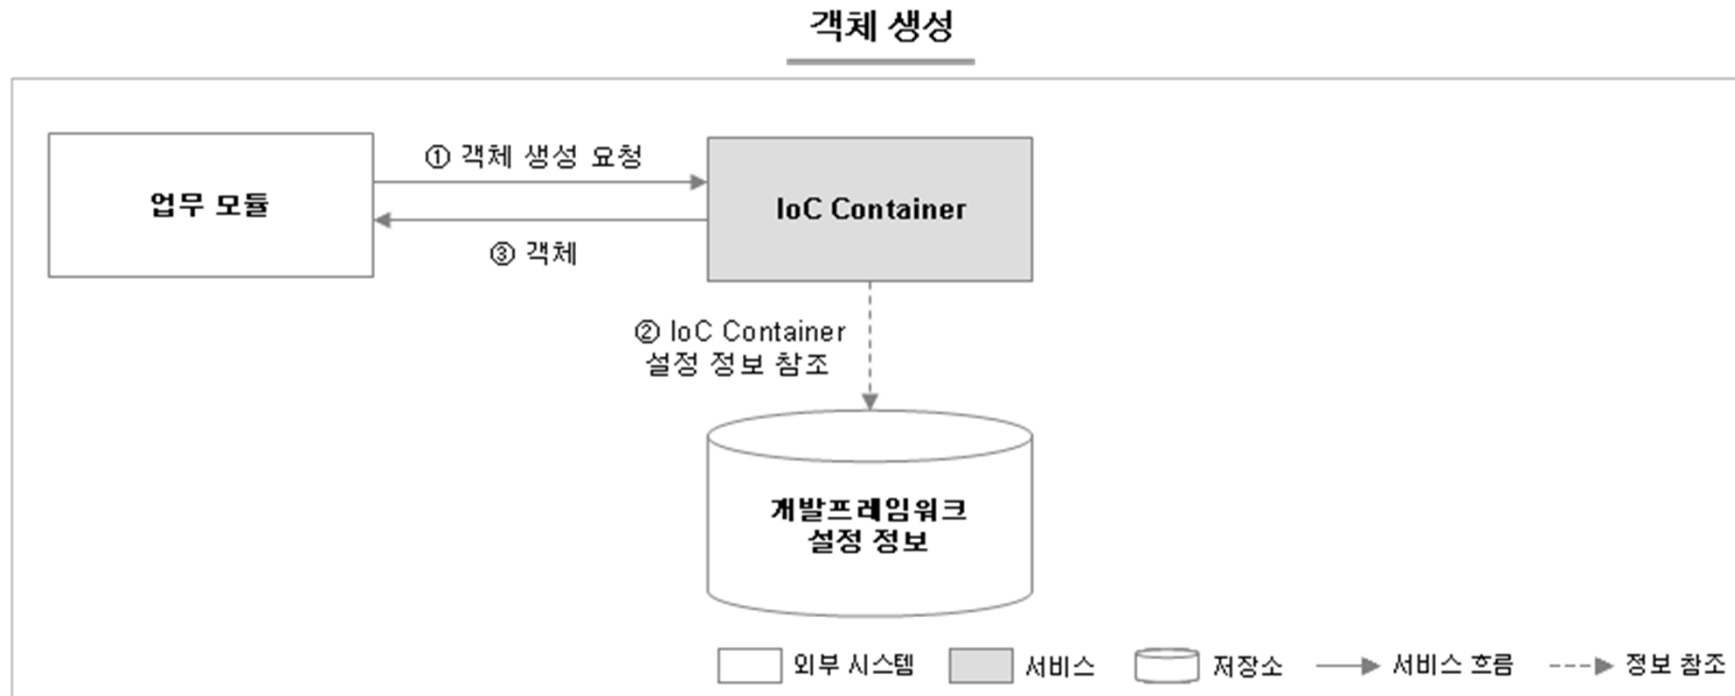 객체 생성
① 객체 생성 요청
업무 모듈
IoC Container
③ 객체
② IoC Container
설정 정보 참조
개발프레임워크
설정 정보
외부 시스템
서비스
저장소
서비스 흐름
정보 참조